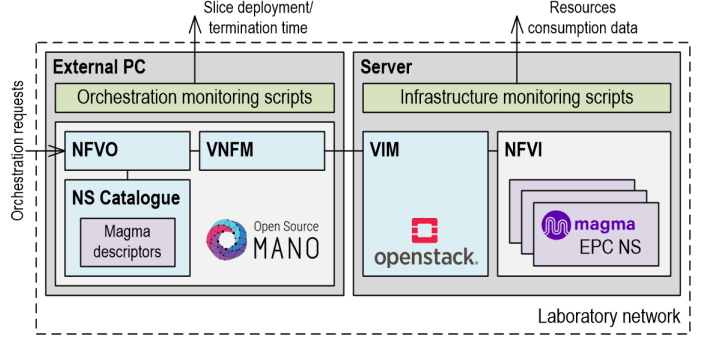 Slice deployment/
termination time
Resources
consumption data
Orchestration requests
External PC
Orchestration monitoring scripts
NFVO
VNFM
NS Catalogue
Magma
descriptors
Open Source
MANO
Server
Infrastructure monitoring scripts
VIM
openstack.
NFVI
magma
EPC NS
Laboratory network